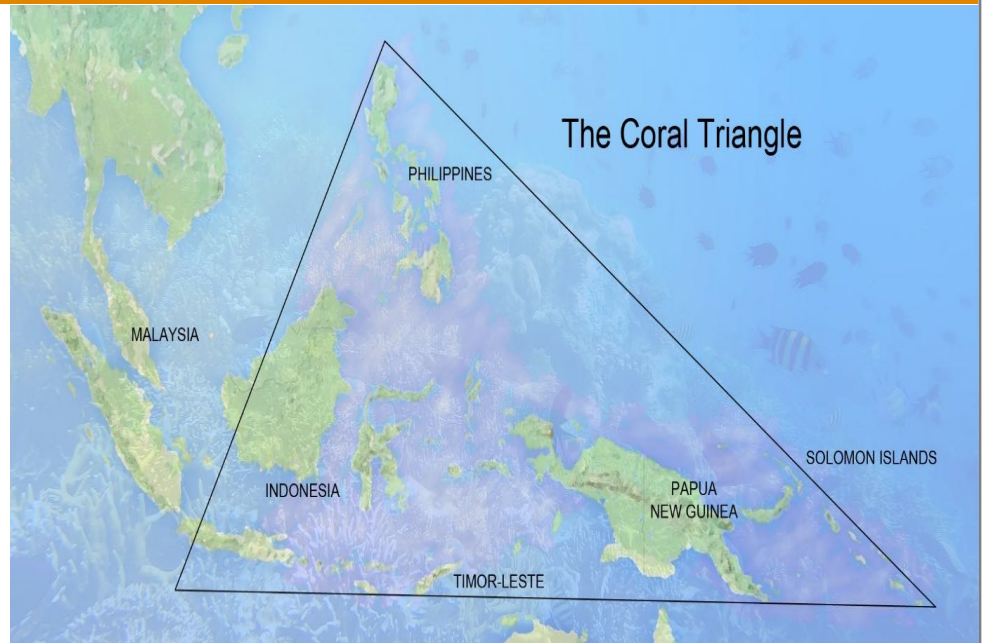 The Coral Triangle
PHILIPPINES
MALAYSIA
SOLOMON ISLANDS
INDONESIA
PAPUA
NEW GUINEA
TIMOR-LESTE